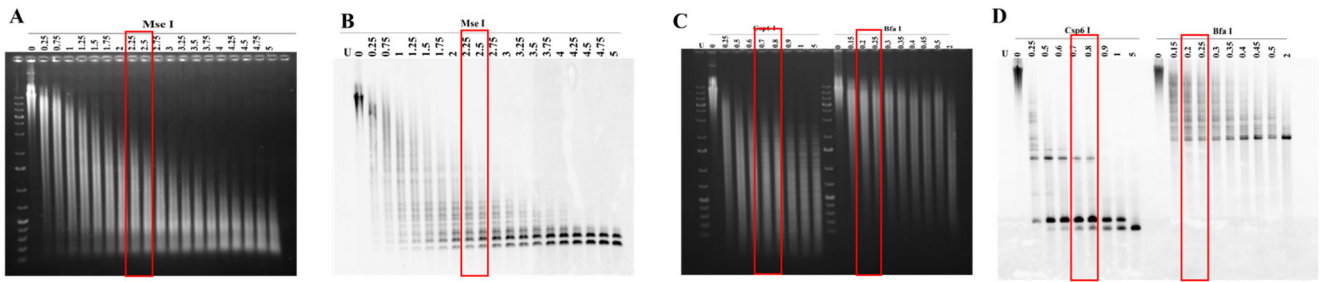 A
Mse I
0 0.25 0.75 1 1.25 1.5 1.75 2 2.25 2.5 2.75 3 3.25 3.5 3.75 4 4.25 4.5 4.75 5
B
Mse I
U 0 0.25 0.75 1 1.25 1.5 1.75 2 2.25 2.5 2.75 3 3.25 3.5 3.75 4 4.25 4.5 4.75 5
C
Csp6 I Bfa I
U 0 0.25 0.5 0.6 0.7 0.8 0.9 1 5 0 0.15 0.2 0.25 0.3 0.35 0.4 0.45 0.5 2
D
Csp6 I Bfa I
U 0 0.25 0.5 0.6 0.7 0.8 0.9 1 5 0 0.15 0.2 0.25 0.3 0.35 0.4 0.45 0.5 2